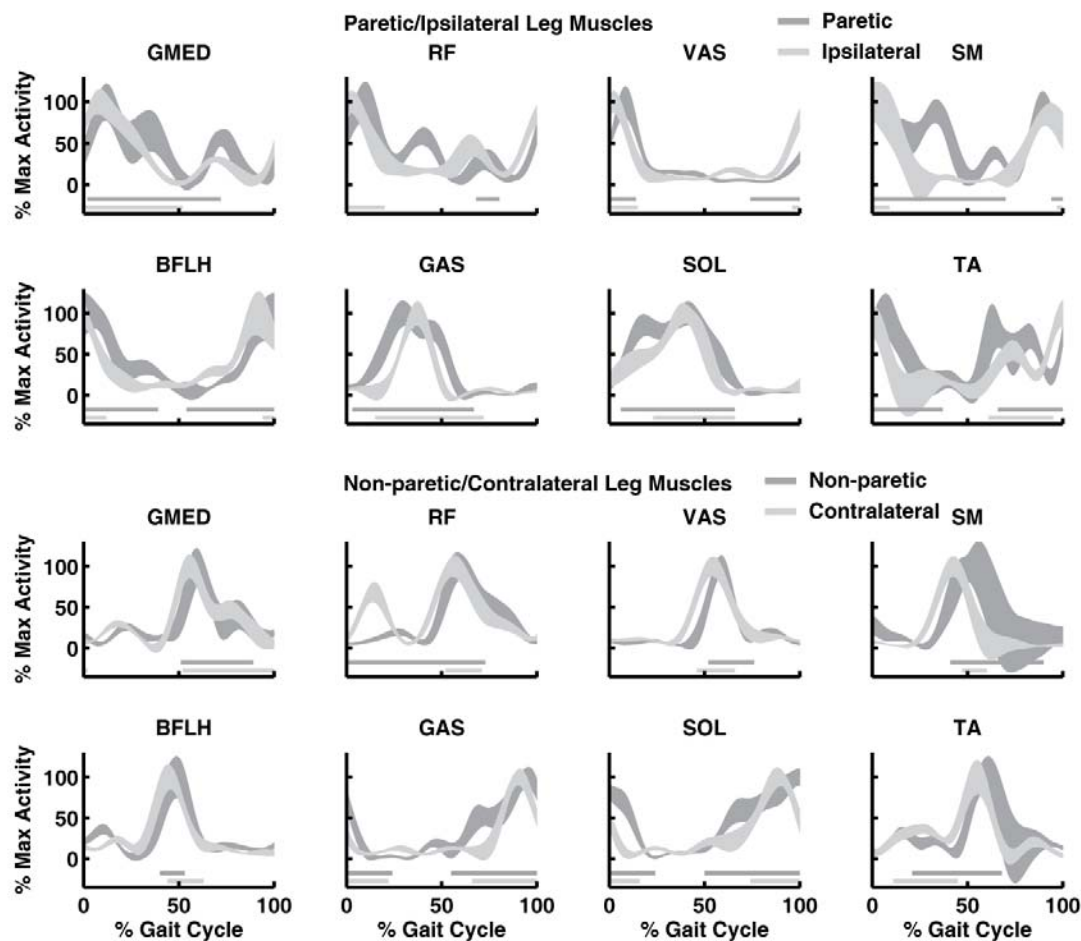 Paretic/Ipsilateral Leg Muscles
Paretic
Ipsilateral
GMED RF VAS SM
% Max Activity
100
50
0
0 50 100
BFLH GAS SOL TA
% Max Activity
100
50
0
Non-paretic/Contralateral Leg Muscles
Non-paretic
Contralateral
GMED RF VAS SM
% Max Activity
100
50
0
BFLH GAS SOL TA
% Max Activity
100
50
0
0 50 100 0 50 100 0 50 100 0 50 100
% Gait Cycle % Gait Cycle % Gait Cycle % Gait Cycle